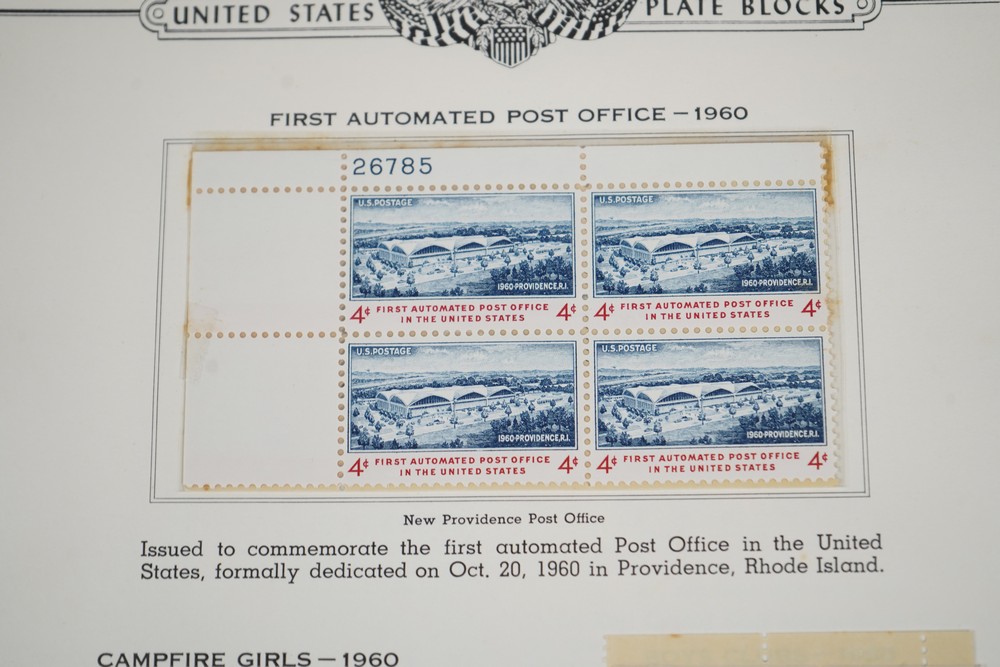 UNITED STATES
PLATE BLOCKS
FIRST AUTOMATED POST OFFICE — 1960
26785
U.S. POSTAGE
1960·PROVIDENCE, R.I.
4¢ FIRST AUTOMATED POST OFFICE 4¢
IN THE UNITED STATES
U.S. POSTAGE
1960·PROVIDENCE, R.I.
4¢ FIRST AUTOMATED POST OFFICE 4¢
IN THE UNITED STATES
U.S. POSTAGE
1960·PROVIDENCE, R.I.
4¢ FIRST AUTOMATED POST OFFICE 4¢
IN THE UNITED STATES
U.S. POSTAGE
1960·PROVIDENCE, R.I.
4¢ FIRST AUTOMATED POST OFFICE 4¢
IN THE UNITED STATES
New Providence Post Office
Issued to commemorate the first automated Post Office in the United
States, formally dedicated on Oct. 20, 1960 in Providence, Rhode Island.
CAMPFIRE GIRLS — 1960